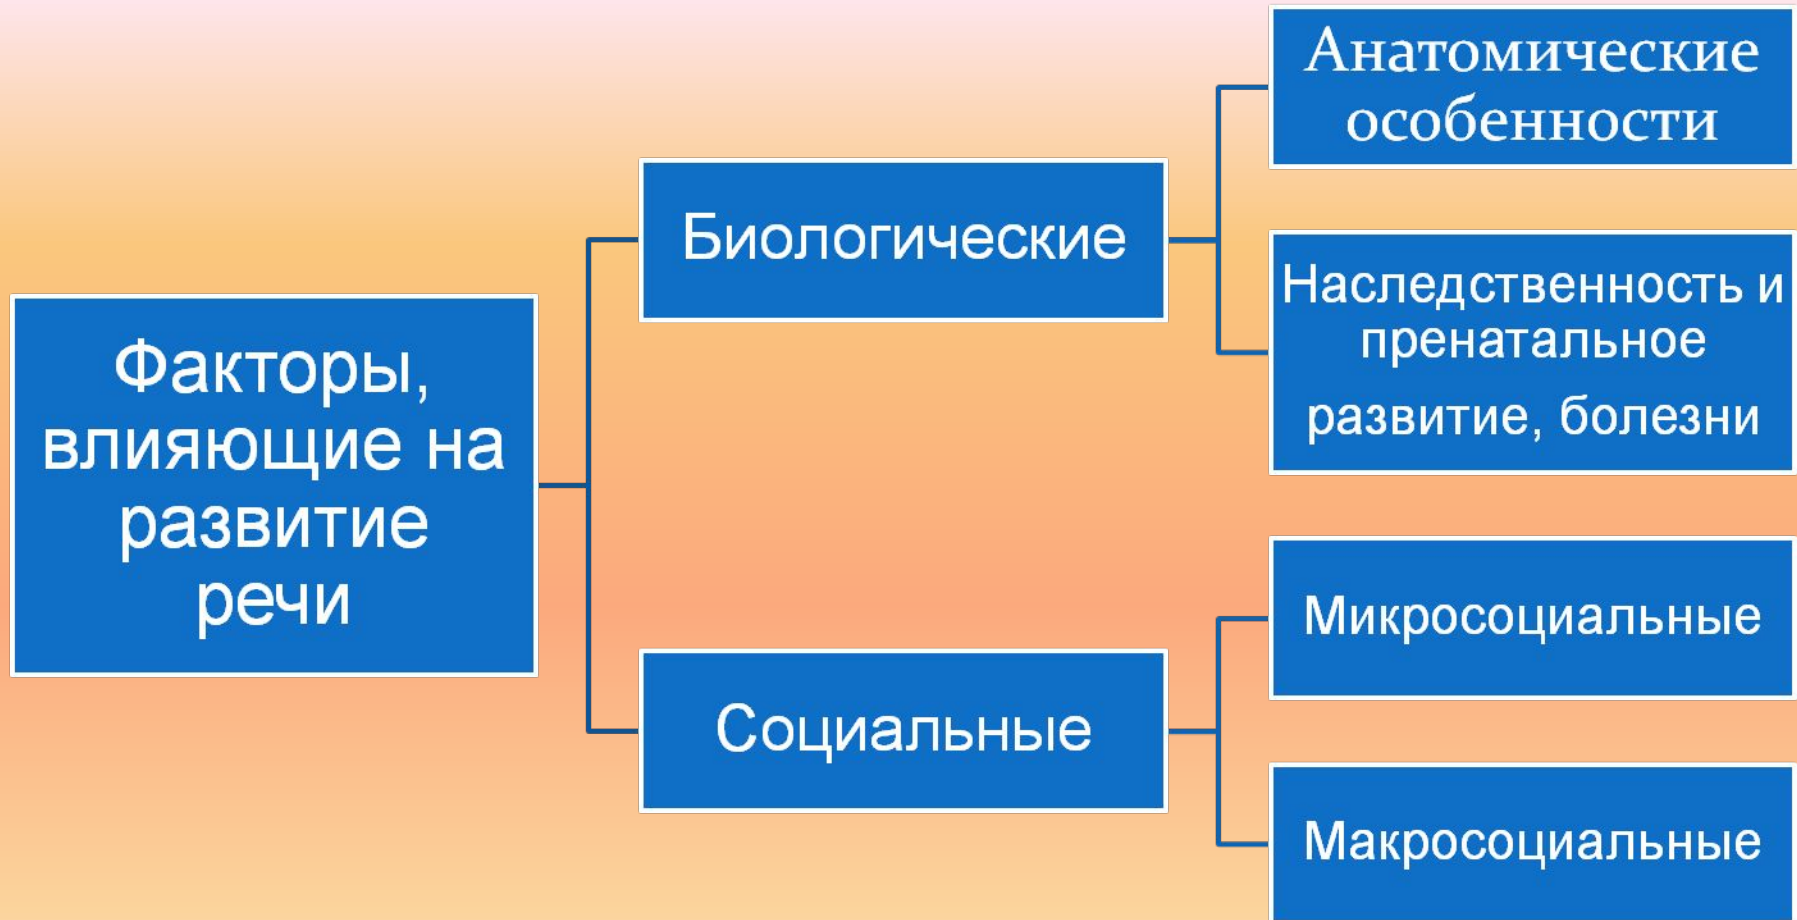 Факторы,
влияющие на
развитие
речи
Биологические
Анатомические
особенности
Наследственность и
пренатальное
развитие, болезни
Социальные
Микросоциальные
Макросоциальные